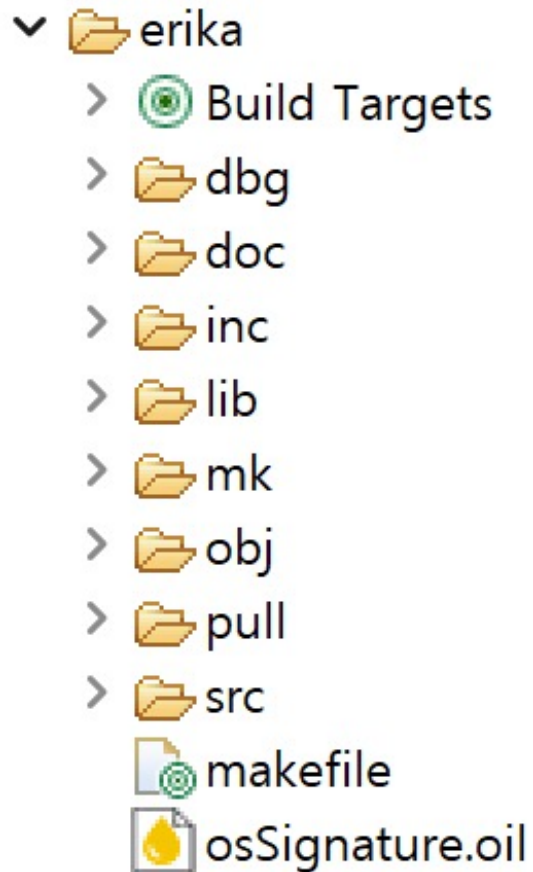 erika
Build Targets
dbg
doc
inc
lib
mk
obj
pull
src
makefile
osSignature.oil